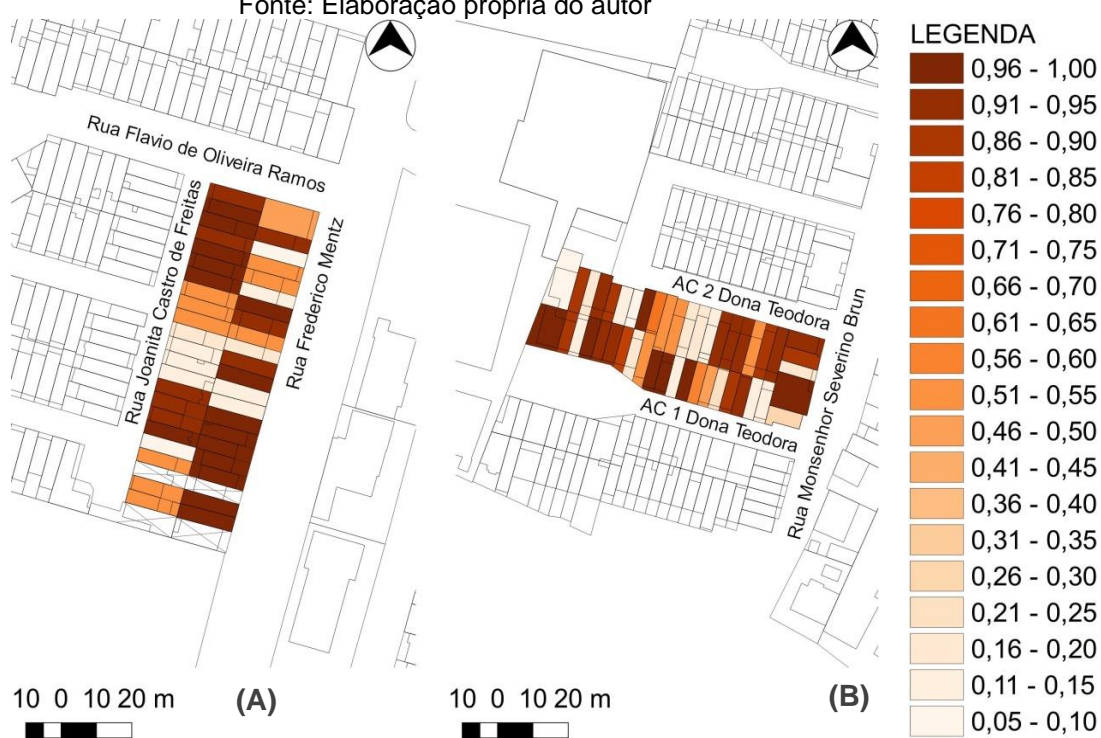 Fonte: Elaboração própria do autor
Rua Flavio de Oliveira Ramos
Rua Joanita Castro de Freitas
Rua Frederico Mentz
10 0 10 20 m
(A)
AC 2 Dona Teodora
AC 1 Dona Teodora
Rua Monsenhor Severino Brun
10 0 10 20 m
(B)
LEGENDA
0,96 - 1,00
0,91 - 0,95
0,86 - 0,90
0,81 - 0,85
0,76 - 0,80
0,71 - 0,75
0,66 - 0,70
0,61 - 0,65
0,56 - 0,60
0,51 - 0,55
0,46 - 0,50
0,41 - 0,45
0,36 - 0,40
0,31 - 0,35
0,26 - 0,30
0,21 - 0,25
0,16 - 0,20
0,11 - 0,15
0,05 - 0,10